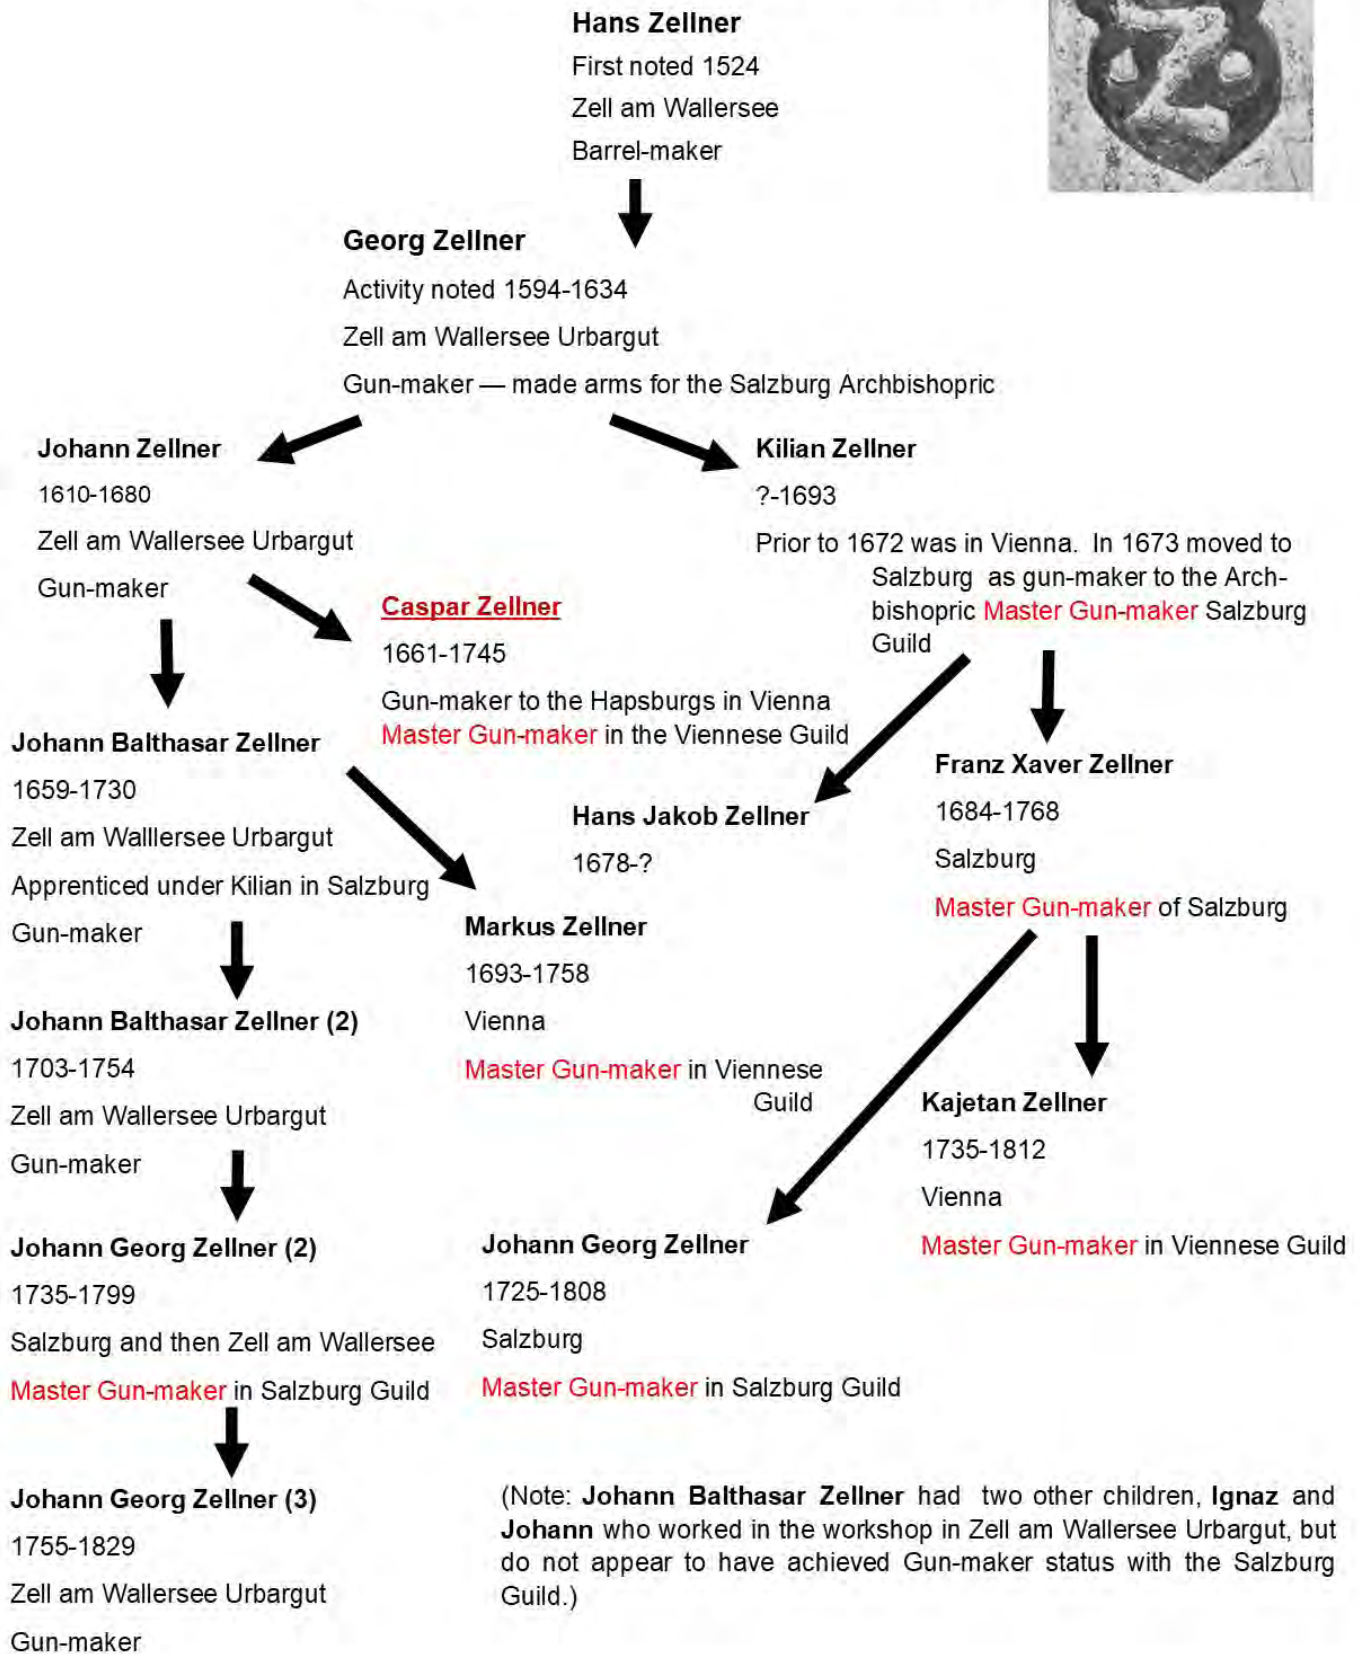 Hans Zellner
First noted 1524
Zell am Wallersee
Barrel-maker
Z
Georg Zellner
Activity noted 1594-1634
Zell am Wallersee Urbargut
Gun-maker — made arms for the Salzburg Archbishopric
Johann Zellner
1610-1680
Zell am Wallersee Urbargut
Gun-maker
Kilian Zellner
?-1693
Prior to 1672 was in Vienna. In 1673 moved to
Salzburg as gun-maker to the Arch-
bishopric Master Gun-maker Salzburg
Guild
Caspar Zellner
1661-1745
Gun-maker to the Hapsburgs in Vienna
Master Gun-maker in the Viennese Guild
Johann Balthasar Zellner
1659-1730
Zell am Walllersee Urbargut
Apprenticed under Kilian in Salzburg
Gun-maker
Hans Jakob Zellner
1678-?
Franz Xaver Zellner
1684-1768
Salzburg
Master Gun-maker of Salzburg
Markus Zellner
1693-1758
Vienna
Master Gun-maker in Viennese
Guild
Johann Balthasar Zellner (2)
1703-1754
Zell am Wallersee Urbargut
Gun-maker
Kajetan Zellner
1735-1812
Vienna
Master Gun-maker in Viennese Guild
Johann Georg Zellner (2)
1735-1799
Salzburg and then Zell am Wallersee
Master Gun-maker in Salzburg Guild
Johann Georg Zellner
1725-1808
Salzburg
Master Gun-maker in Salzburg Guild
Johann Georg Zellner (3)
1755-1829
Zell am Wallersee Urbargut
Gun-maker
(Note: Johann Balthasar Zellner had two other children, Ignaz and
Johann who worked in the workshop in Zell am Wallersee Urbargut, but
do not appear to have achieved Gun-maker status with the Salzburg
Guild.)